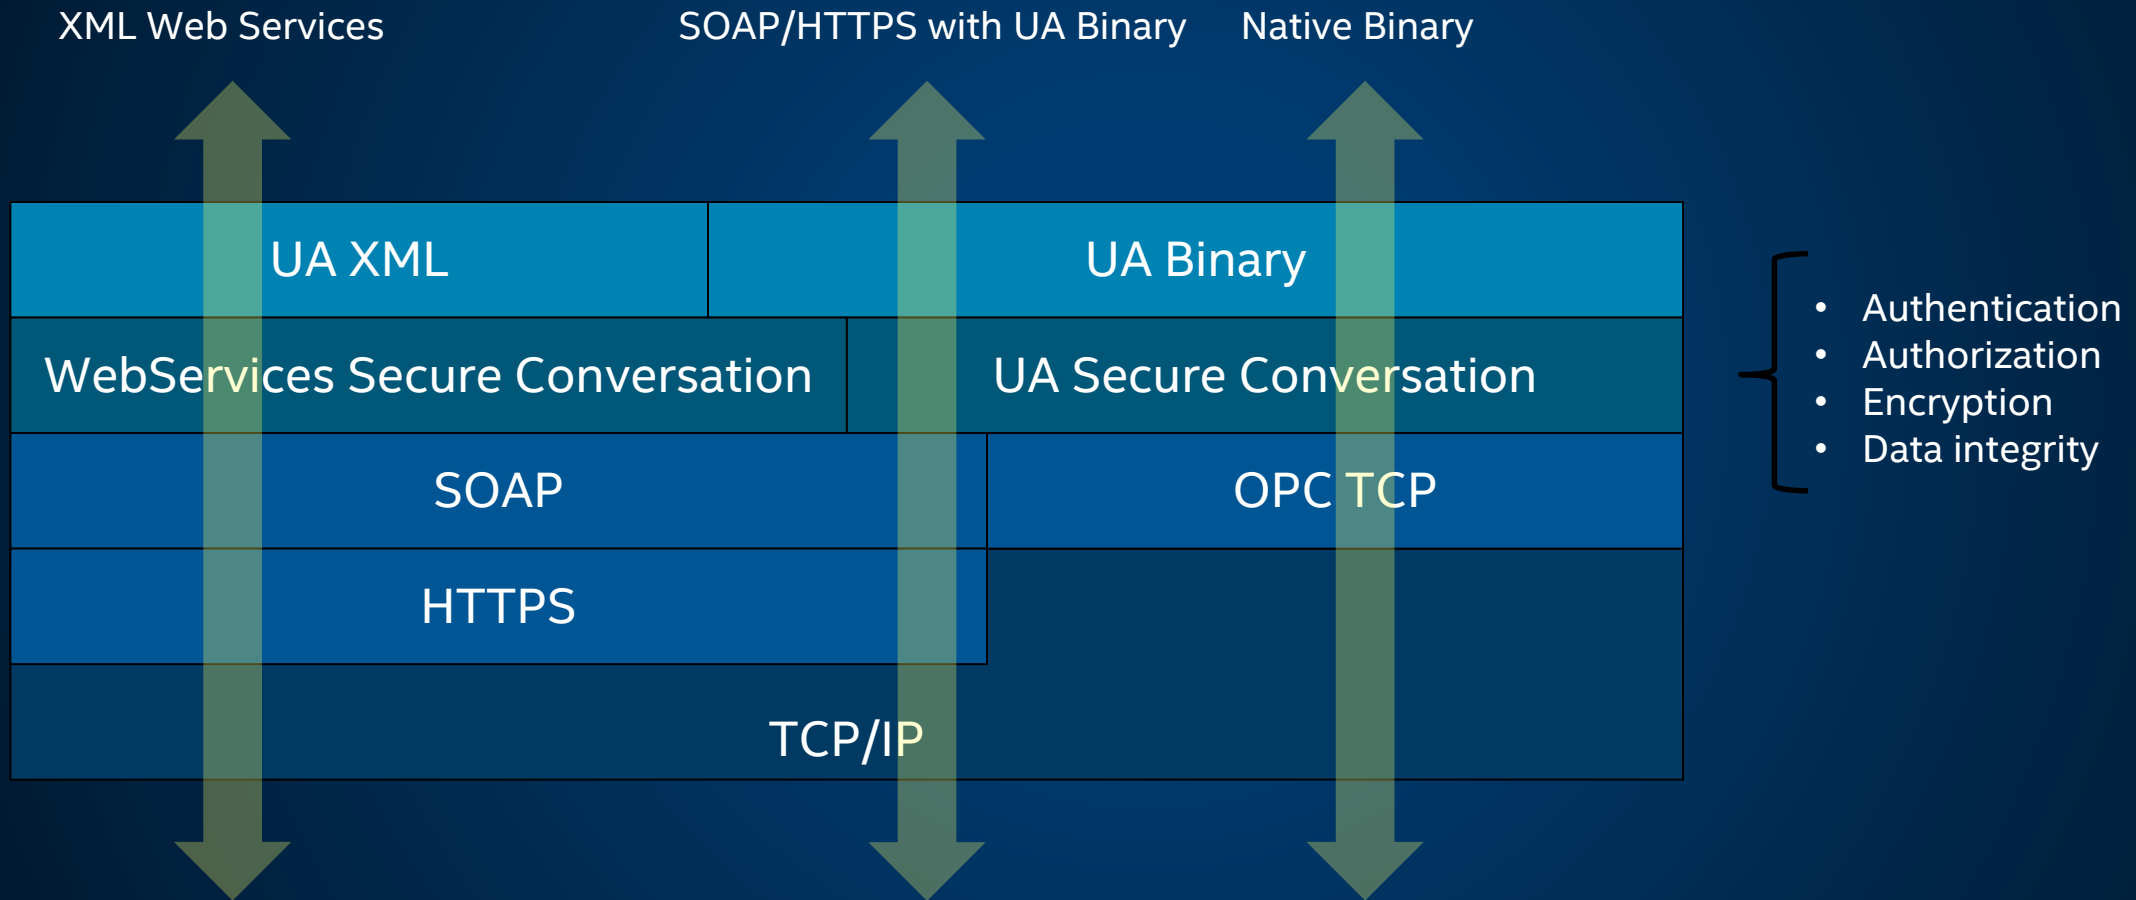 XML Web Services
SOAP/HTTPS with UA Binary
Native Binary
UA XML
UA Binary
WebServices Secure Conversation
UA Secure Conversation
SOAP
OPC TCP
HTTPS
TCP/IP
• Authentication
• Authorization
• Encryption
• Data integrity